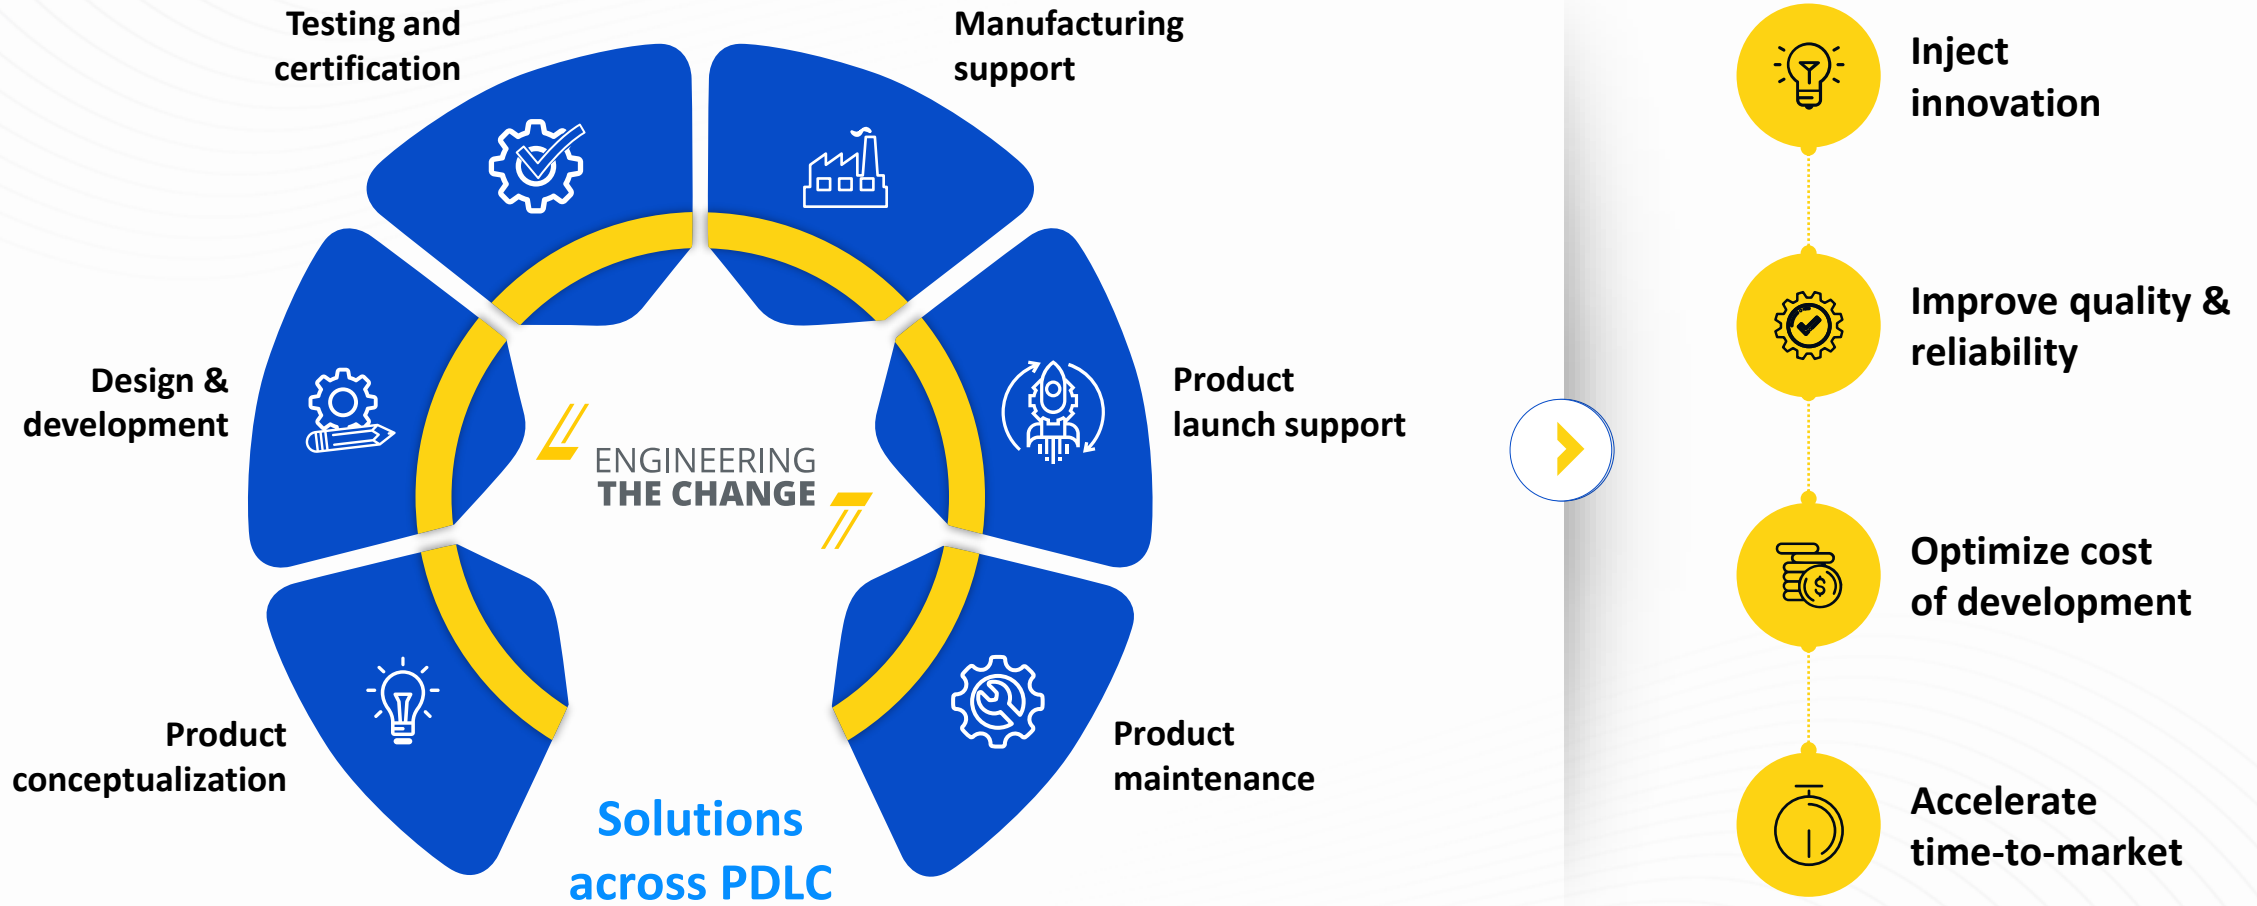 Testing and
certification
Manufacturing
support
Design &
development
Product
launch support
Product
conceptualization
Product
maintenance
ENGINEERING
THE CHANGE
Solutions
across PDLC
Inject
innovation
Improve quality &
reliability
Optimize cost
of development
Accelerate
time-to-market